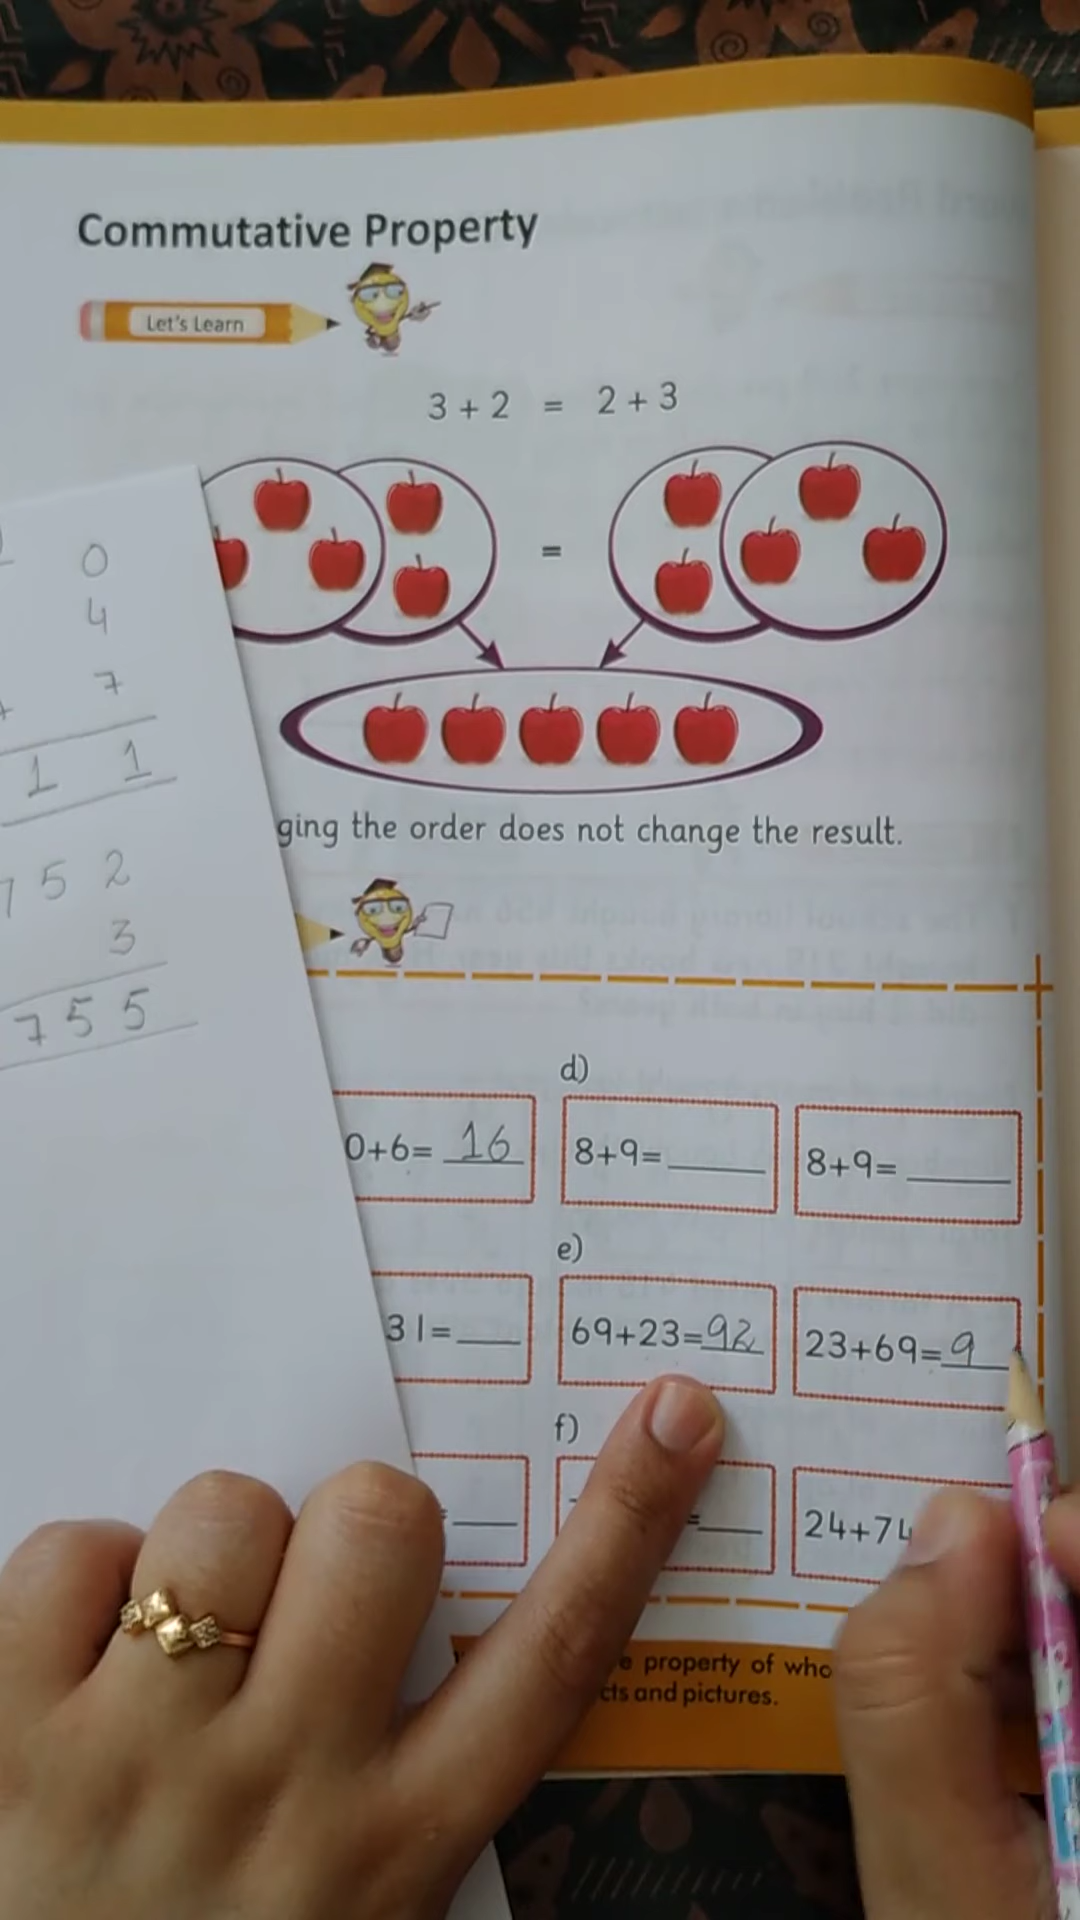 Commutative Property
Let's Learn
3 + 2 = 2 + 3
=
0
4
7
1 1
7 5 2
3
7 5 5
ging the order does not change the result.
d)
0+6= 16
8+9=
8+9=
e)
31=
69+23=92
23+69=9
f)
=
24+74
property of who
cts and pictures.